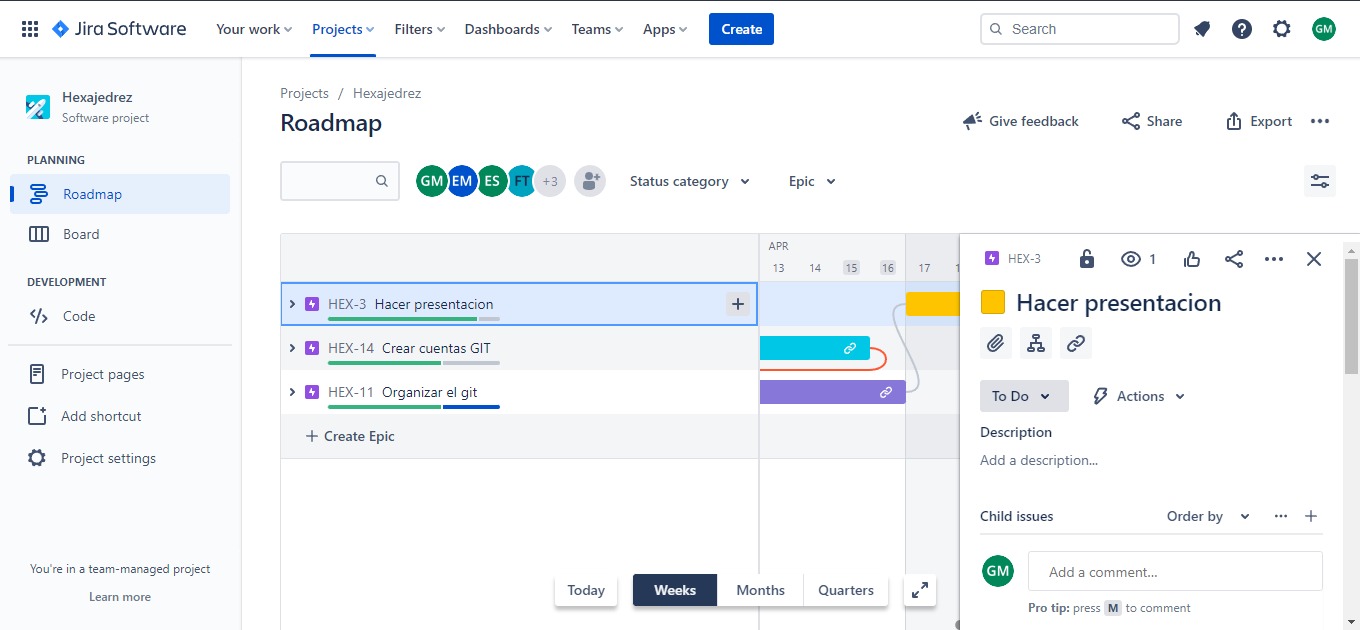 Jira Software Your work Projects Filters Dashboards Teams Apps Create Search GM
Hexajedrez
Software project
PLANNING
Roadmap
Board
DEVELOPMENT
Code
Project pages
Add shortcut
Project settings
You're in a team-managed project
Learn more
Projects / Hexajedrez
Roadmap
Give feedback Share Export
GM EM ES FT +3 Status category Epic
APR
13 14 15 16 17
HEX-3 Hacer presentacion
HEX-14 Crear cuentas GIT
HEX-11 Organizar el git
+ Create Epic
Today Weeks Months Quarters
HEX-3 1
Hacer presentacion
To Do Actions
Description
Add a description...
Child issues Order by
GM Add a comment...
Pro tip: press M to comment